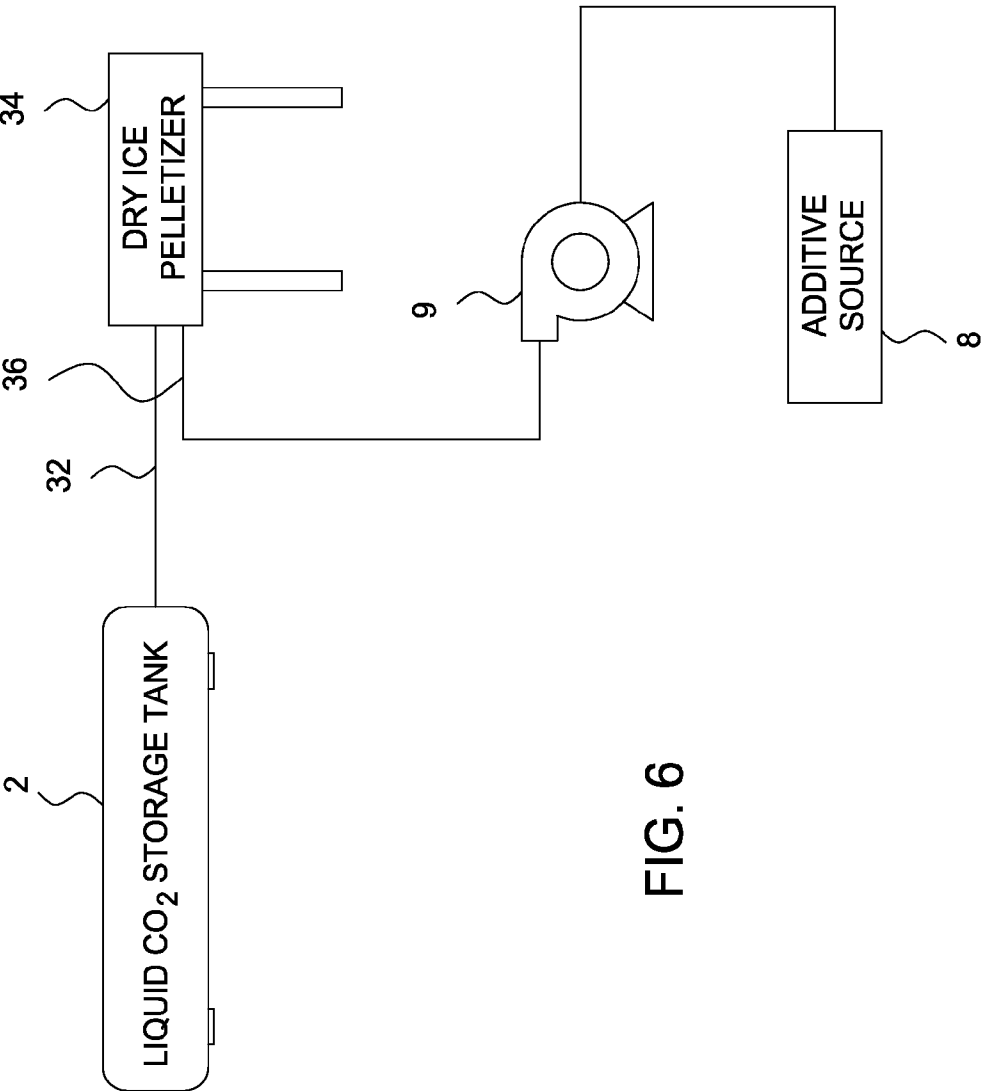 2
LIQUID CO₂ STORAGE TANK
32
36
34
DRY ICE
PELLETIZER
9
ADDITIVE
SOURCE
8
FIG. 6